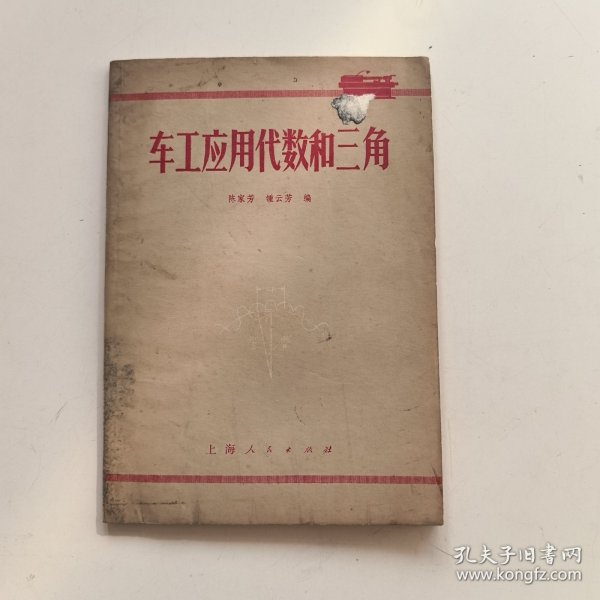 车工应用代数和三角
陈家芳 钟云芳 编
上海人民出版社
孔夫子旧书网
www.kongfz.com